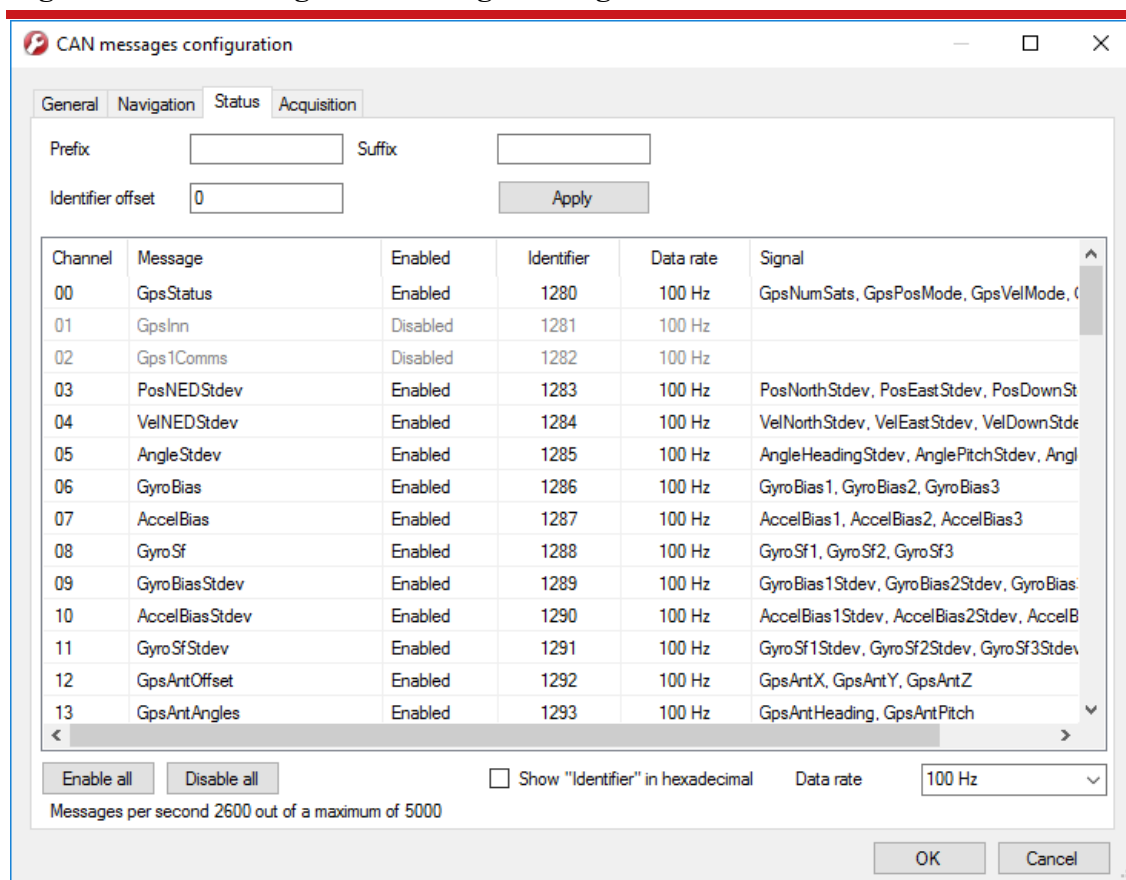 CAN messages configuration
General Navigation Status Acquisition
Prefix Suffix
Identifier offset 0 Apply
Channel Message Enabled Identifier Data rate Signal
00 GpsStatus Enabled 1280 100 Hz GpsNumSats, GpsPosMode, GpsVelMode,
01 GpsInn Disabled 1281 100 Hz
02 Gps1Comms Disabled 1282 100 Hz
03 PosNEDStdev Enabled 1283 100 Hz PosNorthStdev, PosEastStdev, PosDownSt
04 VelNEDStdev Enabled 1284 100 Hz VelNorthStdev, VelEastStdev, VelDownStde
05 AngleStdev Enabled 1285 100 Hz AngleHeadingStdev, AnglePitchStdev, Angl
06 GyroBias Enabled 1286 100 Hz GyroBias1, GyroBias2, GyroBias3
07 AccelBias Enabled 1287 100 Hz AccelBias1, AccelBias2, AccelBias3
08 GyroSf Enabled 1288 100 Hz GyroSf1, GyroSf2, GyroSf3
09 GyroBiasStdev Enabled 1289 100 Hz GyroBias1Stdev, GyroBias2Stdev, GyroBias
10 AccelBiasStdev Enabled 1290 100 Hz AccelBias1Stdev, AccelBias2Stdev, AccelB
11 GyroSfStdev Enabled 1291 100 Hz GyroSf1Stdev, GyroSf2Stdev, GyroSf3Stdev
12 GpsAntOffset Enabled 1292 100 Hz GpsAntX, GpsAntY, GpsAntZ
13 GpsAntAngles Enabled 1293 100 Hz GpsAntHeading, GpsAntPitch
Enable all Disable all Show "Identifier" in hexadecimal Data rate 100 Hz
Messages per second 2600 out of a maximum of 5000
OK Cancel